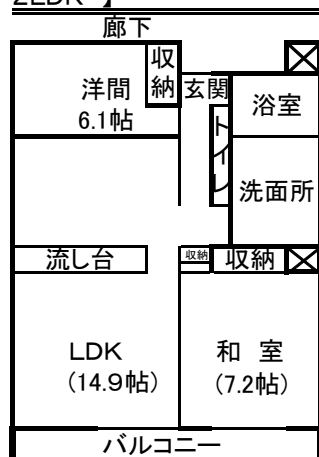 2LDK 】
廊下
洋間
6.1帖
収納
玄関
浴室
トイレ
洗面所
流し台
収納
収納
LDK
（14.9帖）
和 室
（7.2帖）
バルコニー